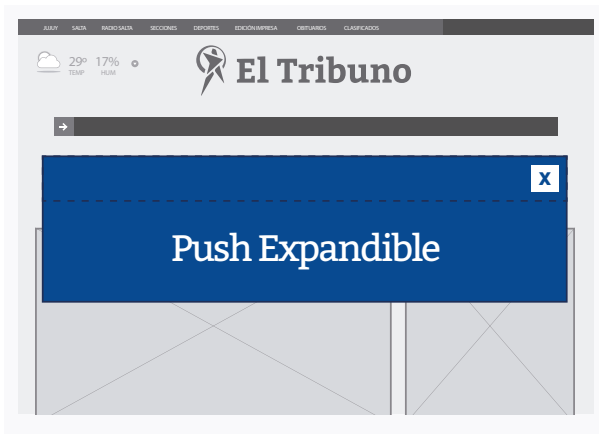 JUJUY SALTA RADIO SALTA SECCIONES DEPORTES EDICIÓN IMPRESA OBITUARIOS CLASIFICADOS
29º 17%
TEMP HUM
El Tribuno
X
Push Expandible